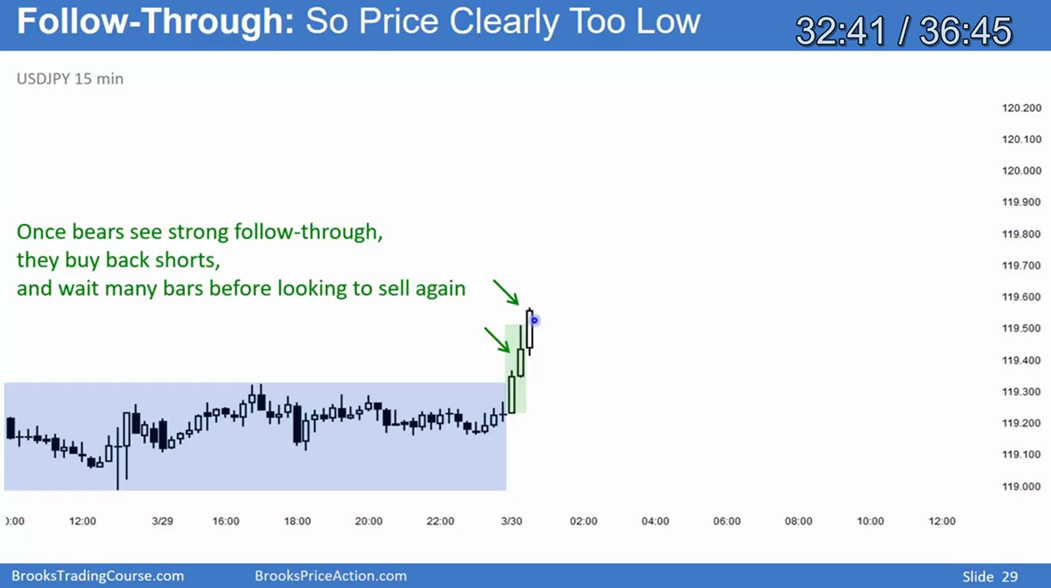 Follow-Through: So Price Clearly Too Low
32:41 / 36:45
USDJPY 15 min
120.200
120.100
120.000
119.900
119.800
119.700
119.600
119.500
119.400
119.300
119.200
119.100
119.000
Once bears see strong follow-through,
they buy back shorts,
and wait many bars before looking to sell again
0:00 12:00 3/29 16:00 18:00 20:00 22:00 3/30 02:00 04:00 06:00 08:00 10:00 12:00
BrooksTradingCourse.com BrooksPriceAction.com Slide 29